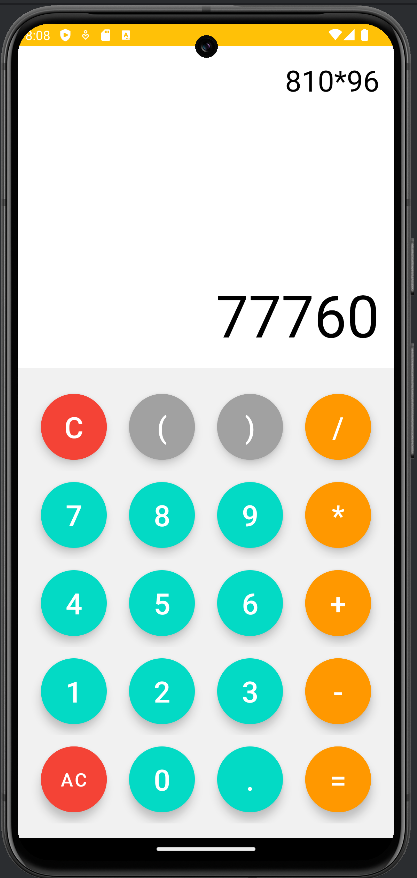 8:08
810*96
77760
C ( ) /
7 8 9 *
4 5 6 +
1 2 3 -
AC 0 . =